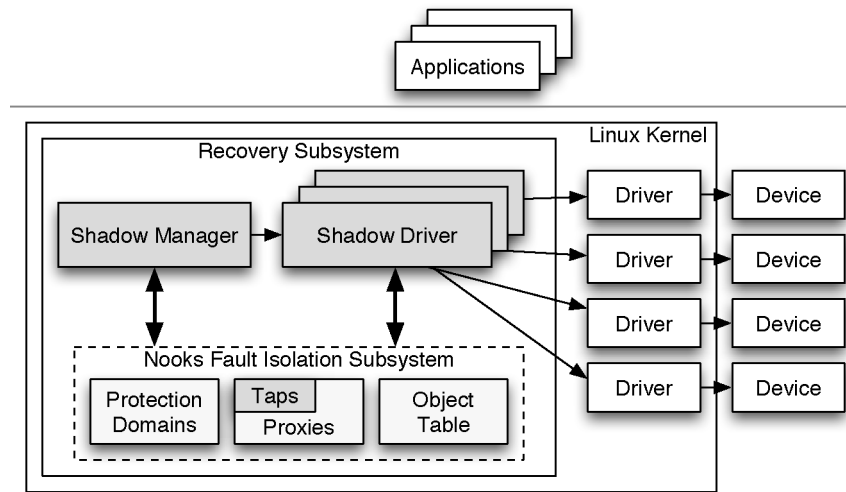 Applications
Linux Kernel
Recovery Subsystem
Shadow Manager
Shadow Driver
Driver
Device
Driver
Device
Driver
Device
Driver
Device
Nooks Fault Isolation Subsystem
Protection
Domains
Taps
Proxies
Object
Table